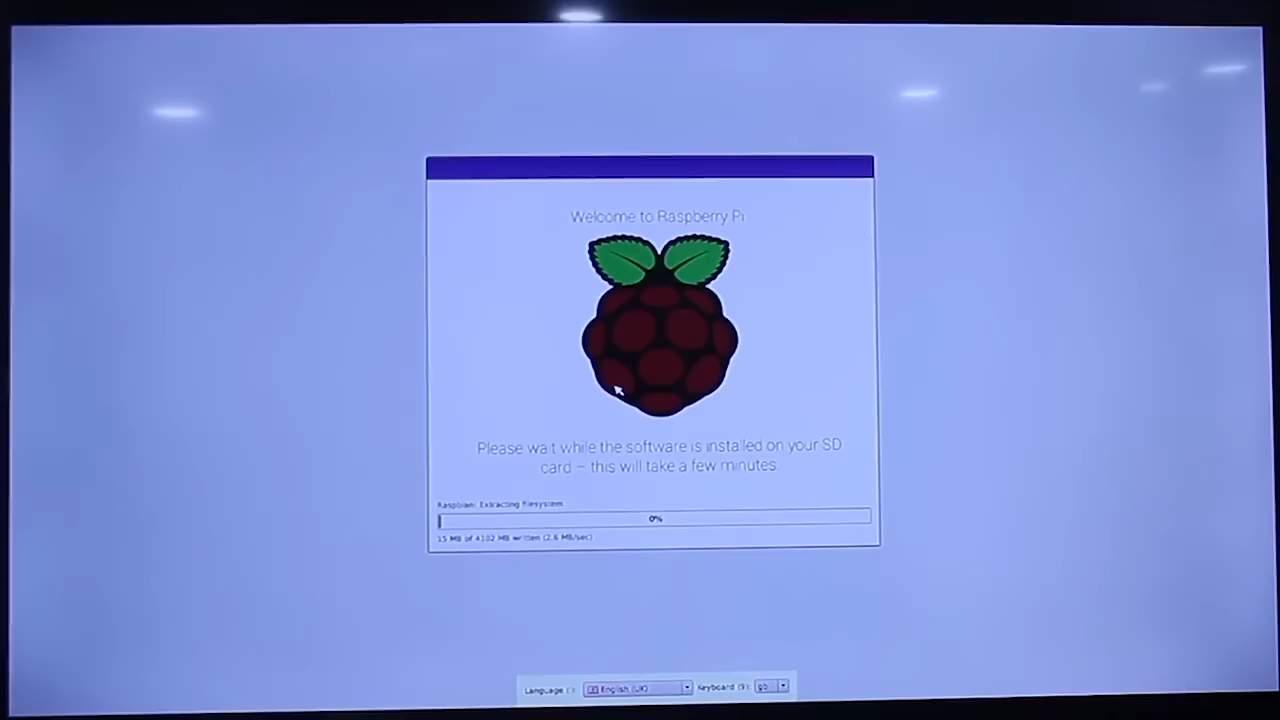 Welcome to Raspberry Pi
Please wait while the software is installed on your SD
card – this will take a few minutes.
Raspbian: Extracting filesystem
0%
15 MB of 4102 MB written (2.6 MB/sec)
Language (l): English (UK) Keyboard (9): gb